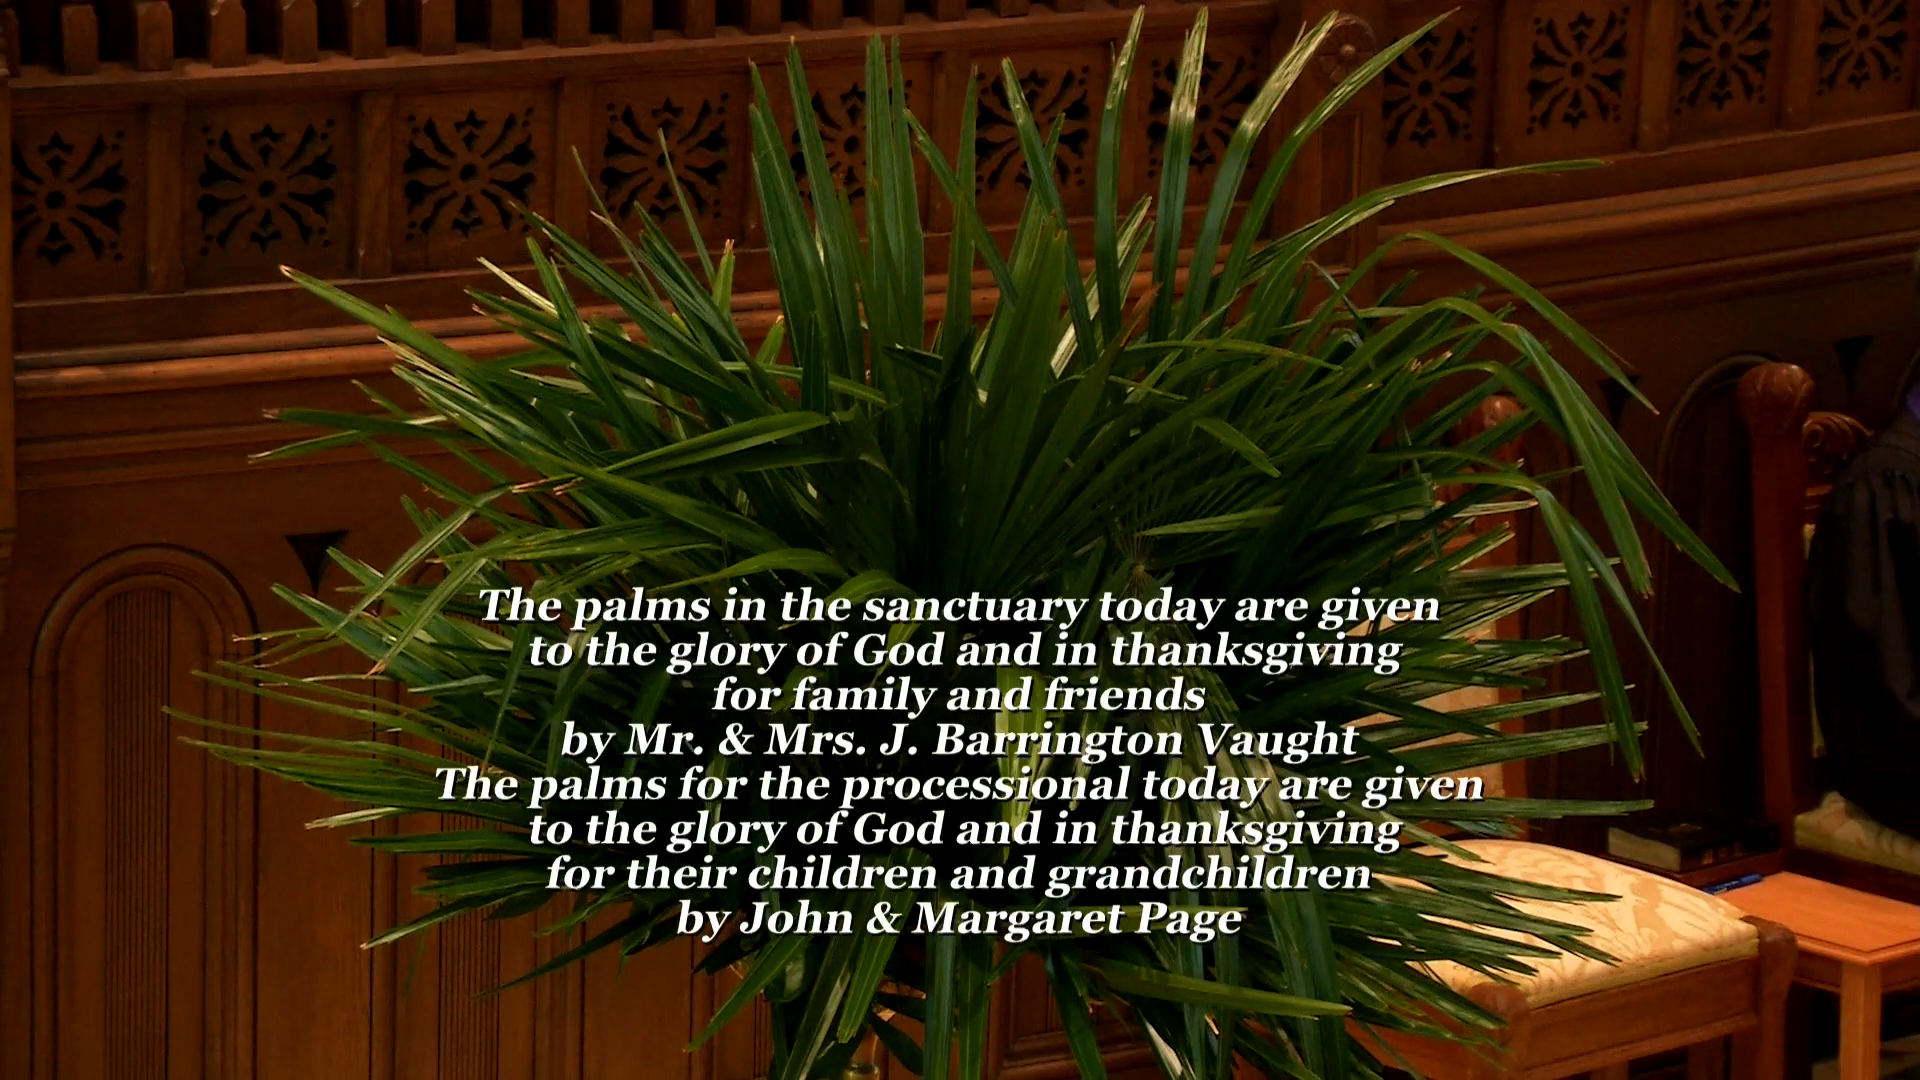 The palms in the sanctuary today are given
to the glory of God and in thanksgiving
for family and friends
by Mr. & Mrs. J. Barrington Vaught
The palms for the processional today are given
to the glory of God and in thanksgiving
for their children and grandchildren
by John & Margaret Page